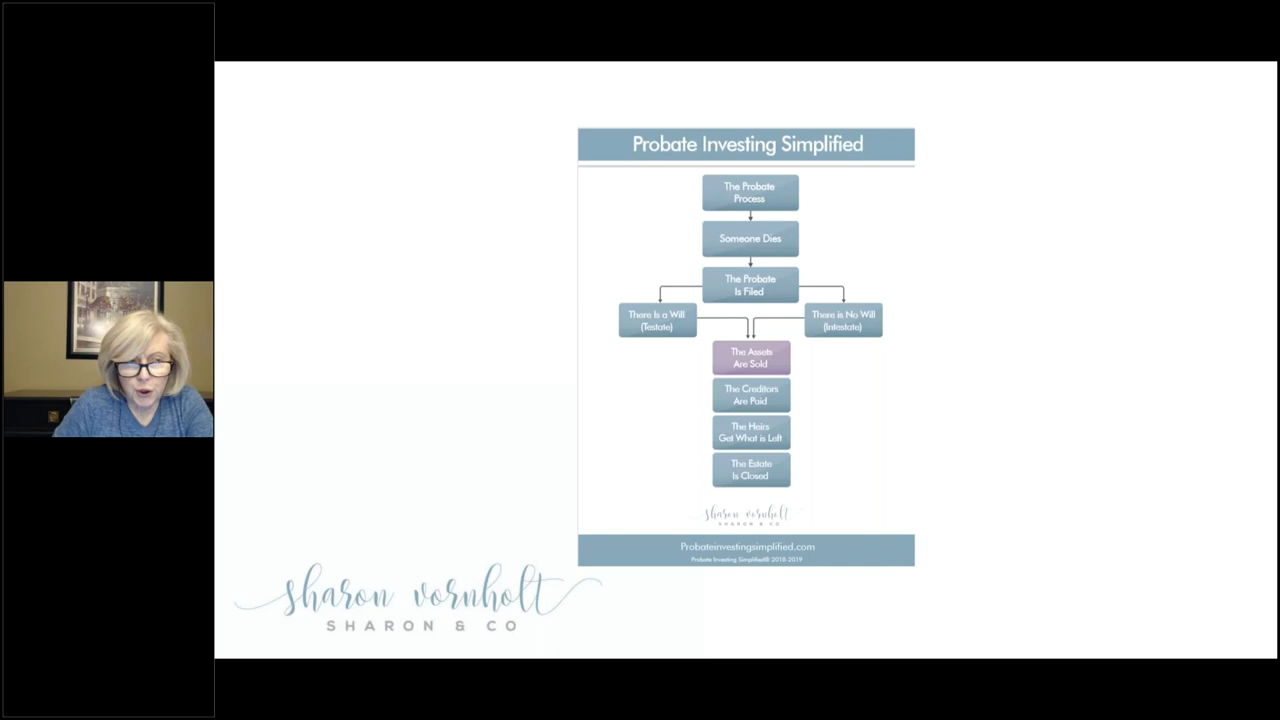 Probate Investing Simplified
The Probate
Process
Someone Dies
The Probate
Is Filed
There Is a Will
(Testate)
There is No Will
(Intestate)
The Assets
Are Sold
The Creditors
Are Paid
The Heirs
Get What is Left
The Estate
Is Closed
sharon vornholt
SHARON & CO
Probateinvestingsimplified.com
Probate Investing Simplified® 2018-2019
sharon vornholt
SHARON & CO